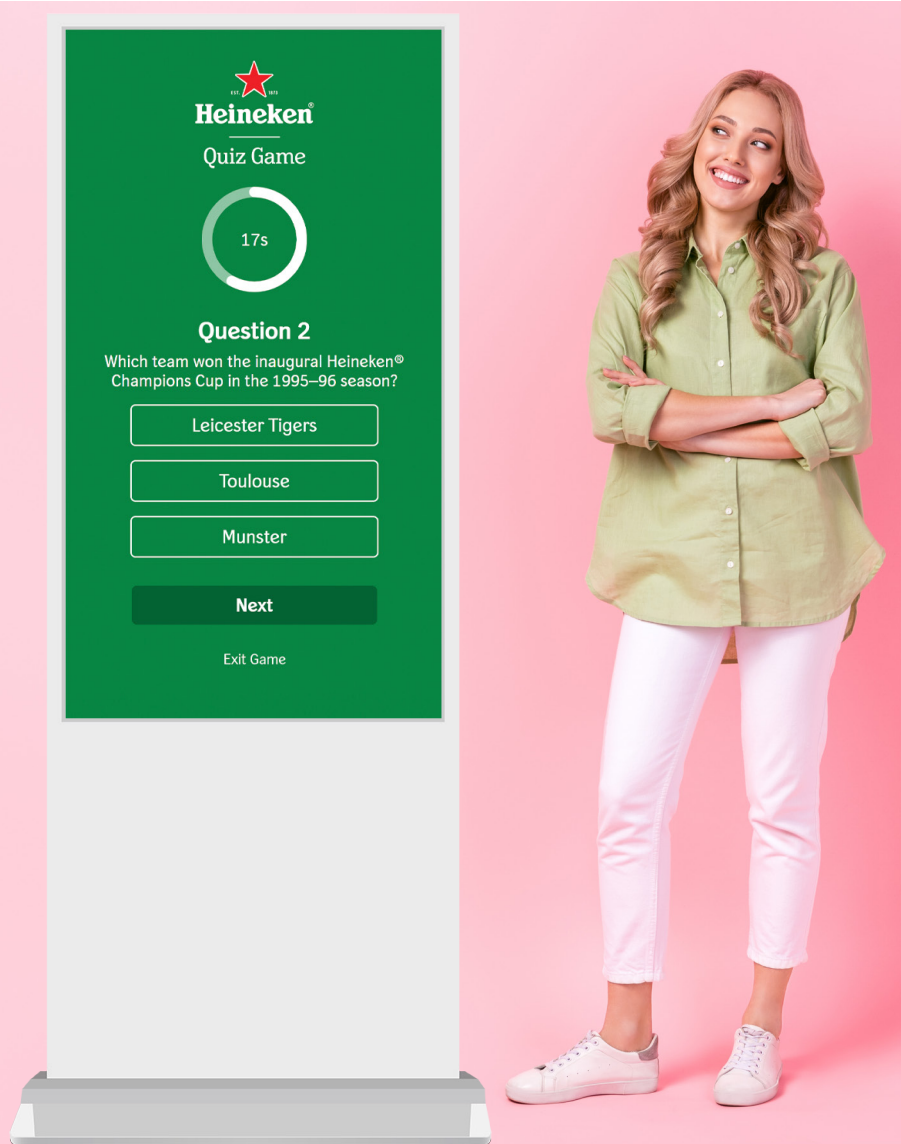 EST. 1873
Heineken®
Quiz Game
17s
Question 2
Which team won the inaugural Heineken®
Champions Cup in the 1995–96 season?
Leicester Tigers
Toulouse
Munster
Next
Exit Game